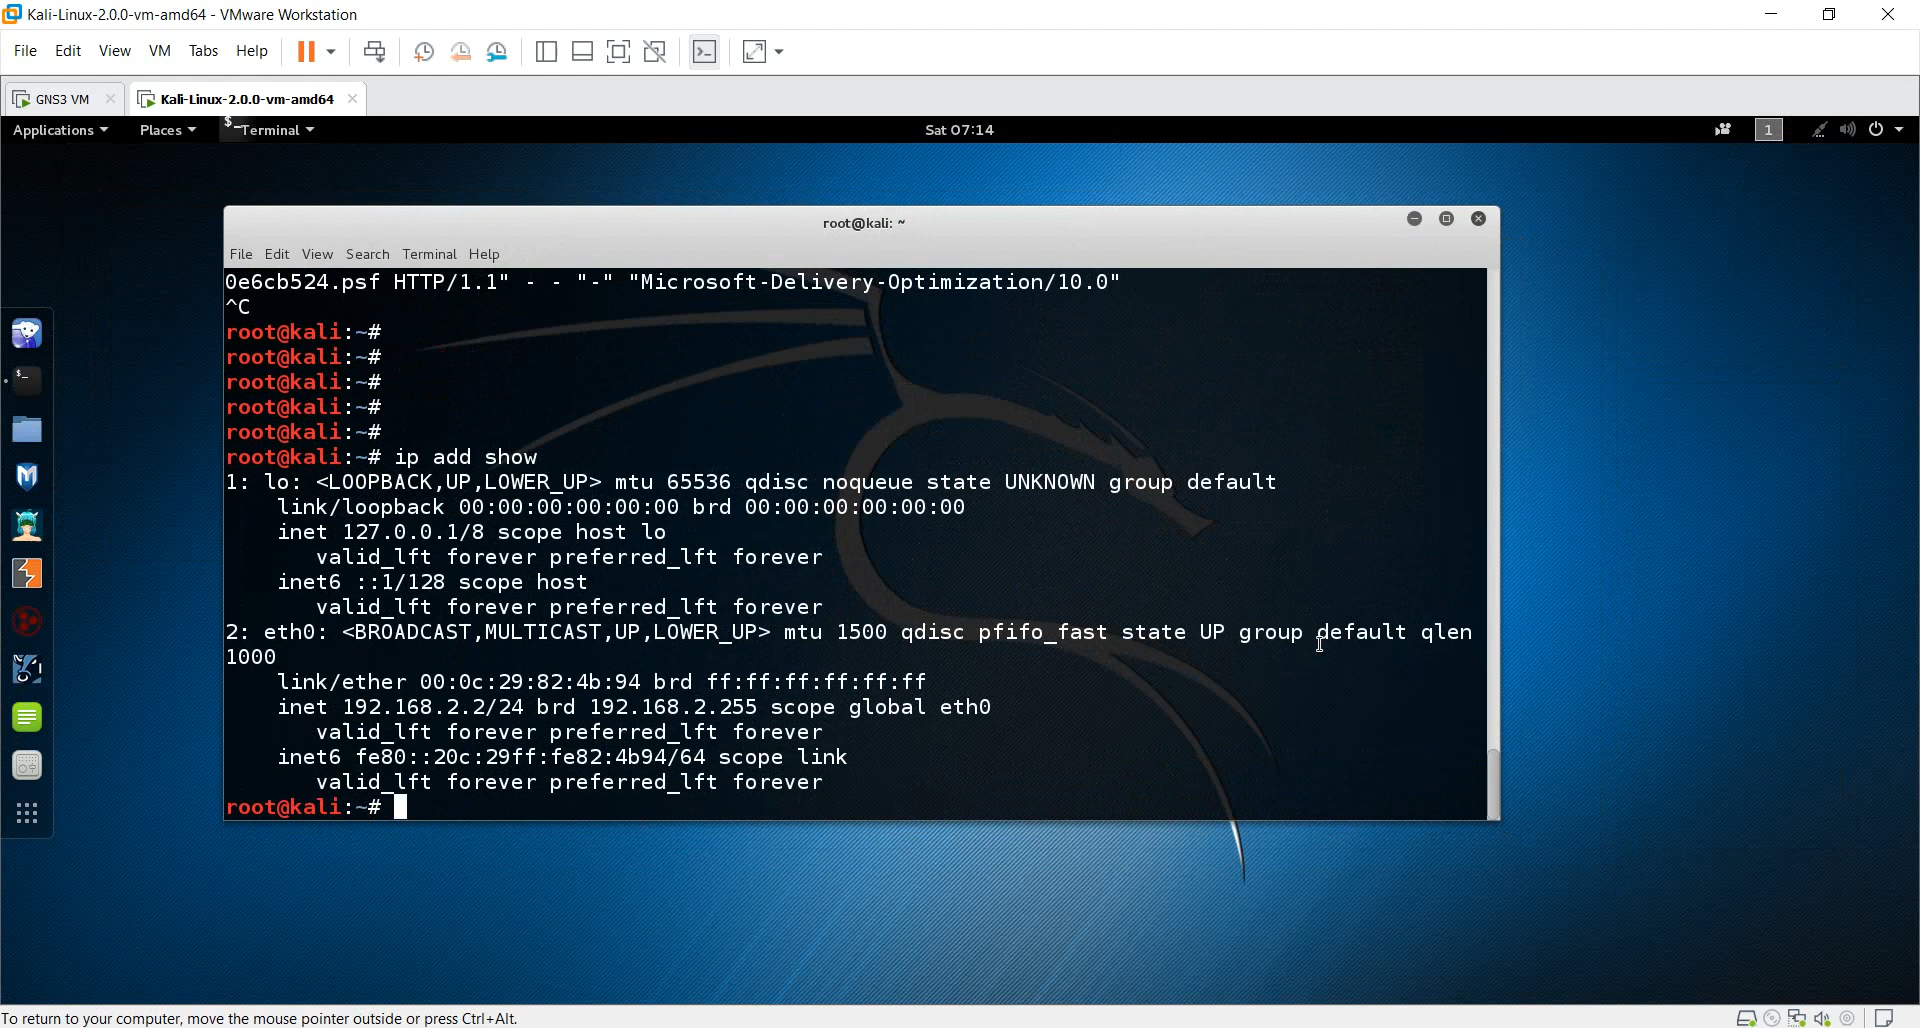 Kali-Linux-2.0.0-vm-amd64 - VMware Workstation
File Edit View VM Tabs Help
GNS3 VM Kali-Linux-2.0.0-vm-amd64
Applications Places Terminal Sat 07:14 1
root@kali: ~
File Edit View Search Terminal Help
0e6cb524.psf HTTP/1.1" - - "-" "Microsoft-Delivery-Optimization/10.0"
^C
root@kali:~#
root@kali:~#
root@kali:~#
root@kali:~#
root@kali:~#
root@kali:~# ip add show
1: lo: <LOOPBACK,UP,LOWER_UP> mtu 65536 qdisc noqueue state UNKNOWN group default
link/loopback 00:00:00:00:00:00 brd 00:00:00:00:00:00
inet 127.0.0.1/8 scope host lo
valid_lft forever preferred_lft forever
inet6 ::1/128 scope host
valid_lft forever preferred_lft forever
2: eth0: <BROADCAST,MULTICAST,UP,LOWER_UP> mtu 1500 qdisc pfifo_fast state UP group default qlen
1000
link/ether 00:0c:29:82:4b:94 brd ff:ff:ff:ff:ff:ff
inet 192.168.2.2/24 brd 192.168.2.255 scope global eth0
valid_lft forever preferred_lft forever
inet6 fe80::20c:29ff:fe82:4b94/64 scope link
valid_lft forever preferred_lft forever
root@kali:~#
To return to your computer, move the mouse pointer outside or press Ctrl+Alt.